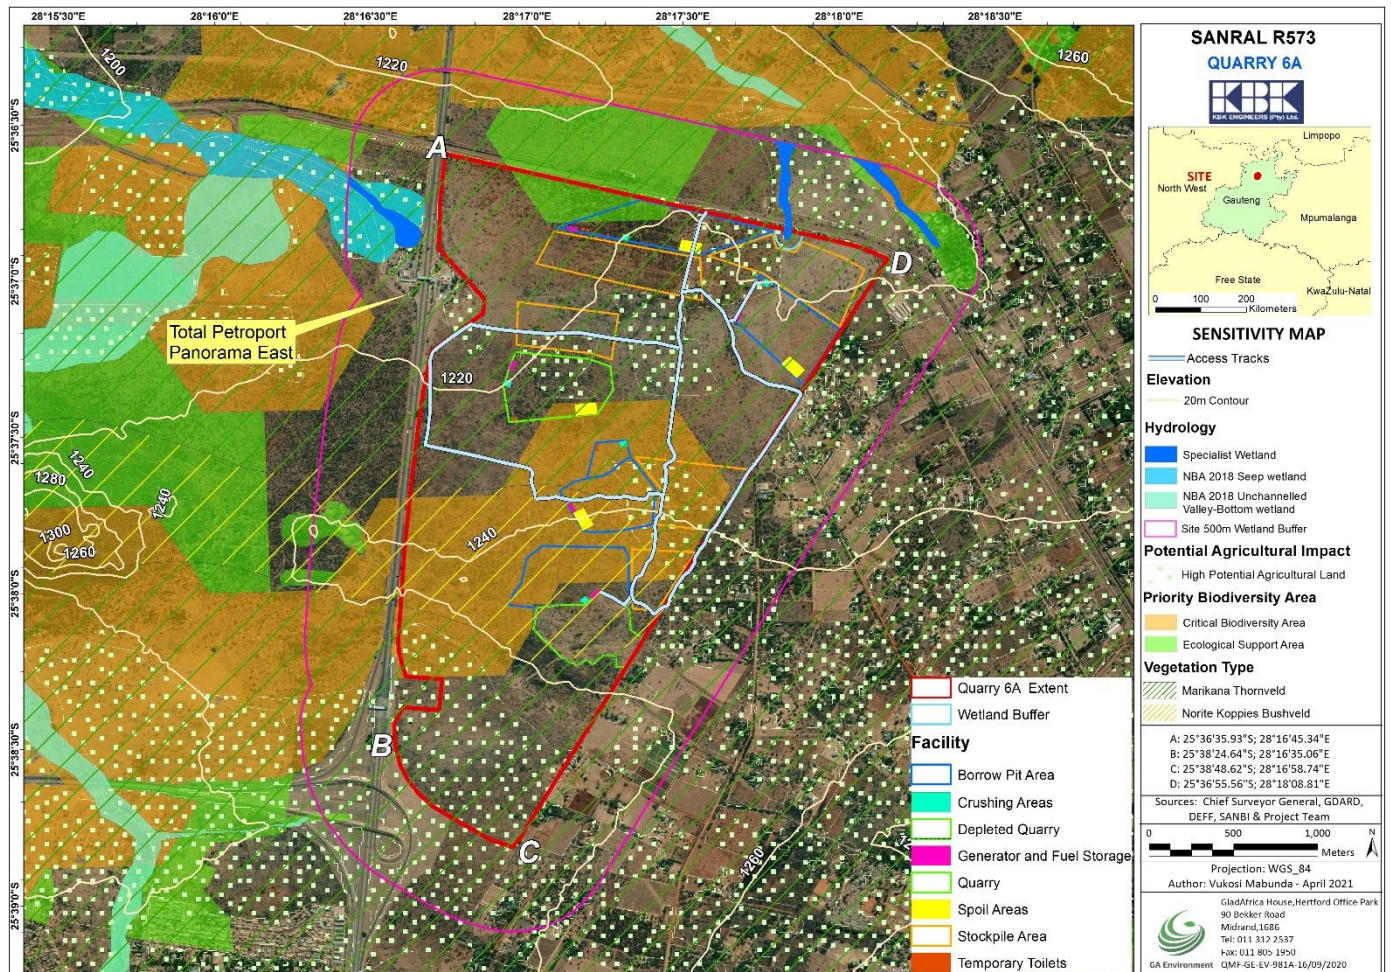 28°15'30"E
28°16'0"E
28°16'30"E
28°17'0"E
28°17'30"E
28°18'0"E
28°18'30"E
25°36'30"S
25°37'0"S
25°37'30"S
25°38'0"S
25°38'30"S
25°39'0"S
1200
1220
1260
A
D
Total Petroport
Panorama East
1220
1240
1280
1240
1300
1260
1240
B
C
1260
Quarry 6A Extent
Wetland Buffer
Facility
Borrow Pit Area
Crushing Areas
Depleted Quarry
Generator and Fuel Storage
Quarry
Spoil Areas
Stockpile Area
Temporary Toilets
SANRAL R573
QUARRY 6A
KBK
KBK ENGINEERS (Pty) Ltd.
Limpopo
SITE
North West
Gauteng
Mpumalanga
Free State
KwaZulu-Natal
0 100 200
Kilometers
SENSITIVITY MAP
Access Tracks
Elevation
20m Contour
Hydrology
Specialist Wetland
NBA 2018 Seep wetland
NBA 2018 Unchannelled
Valley-Bottom wetland
Site 500m Wetland Buffer
Potential Agricultural Impact
High Potential Agricultural Land
Priority Biodiversity Area
Critical Biodiversity Area
Ecological Support Area
Vegetation Type
Marikana Thornveld
Norite Koppies Bushveld
A: 25°36'35.93"S; 28°16'45.34"E
B: 25°38'24.64"S; 28°16'35.06"E
C: 25°38'48.62"S; 28°16'58.74"E
D: 25°36'55.56"S; 28°18'08.81"E
Sources: Chief Surveyor General, GDARD,
DEFF, SANBI & Project Team
0 500 1,000
Meters
N
Projection: WGS_84
Author: Vukosi Mabunda - April 2021
GladAfrica House,Hertford Office Park
90 Bekker Road
Midrand,1686
Tel: 011 312 2537
Fax: 011 805 1950
GA Environment QMF-GE-EV-981A-16/09/2020